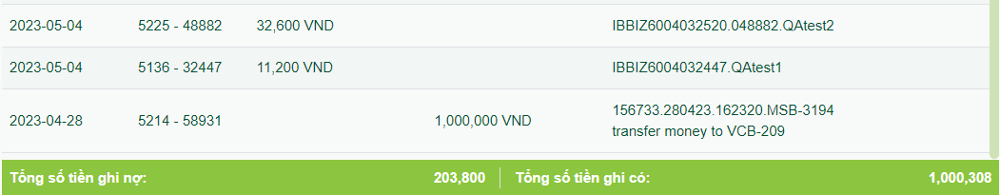 2023-05-04 5225 - 48882 32,600 VND IBBIZ6004032520.048882.QAtest2
2023-05-04 5136 - 32447 11,200 VND IBBIZ6004032447.QAtest1
2023-04-28 5214 - 58931 1,000,000 VND 156733.280423.162320.MSB-3194
transfer money to VCB-209
Tổng số tiền ghi nợ: 203,800 Tổng số tiền ghi có: 1,000,308